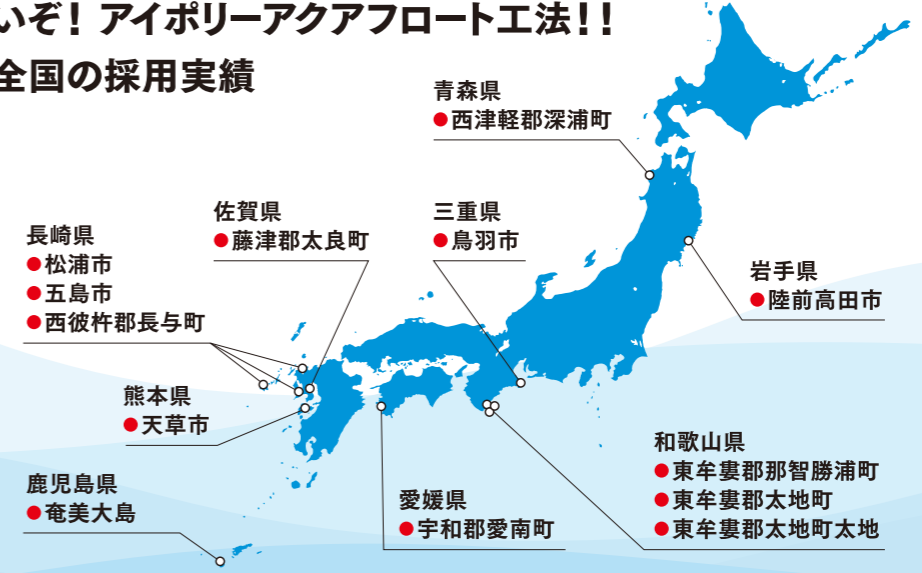 いぞ！アイポリーアクアフロート工法！！
全国の採用実績
青森県
●西津軽郡深浦町
佐賀県
●藤津郡太良町
三重県
●鳥羽市
長崎県
●松浦市
●五島市
●西彼杵郡長与町
岩手県
●陸前高田市
熊本県
●天草市
和歌山県
●東牟婁郡那智勝浦町
●東牟婁郡太地町
●東牟婁郡太地町太地
鹿児島県
●奄美大島
愛媛県
●宇和郡愛南町